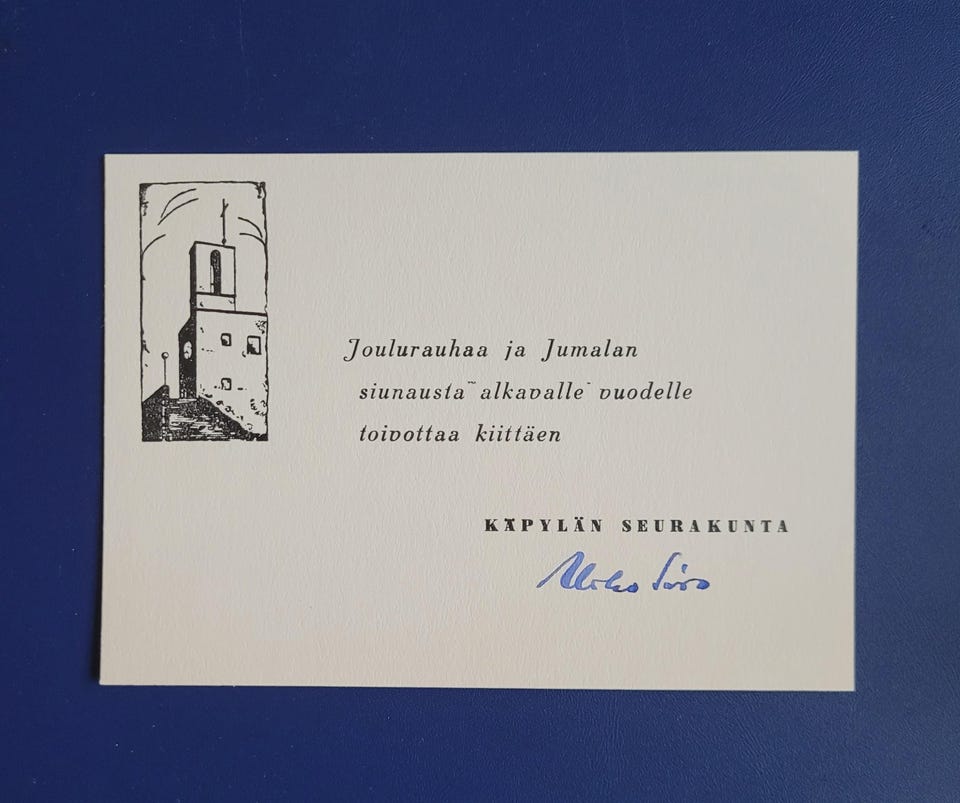 Joulurauhaa ja Jumalan
siunausta alkavalle vuodelle
toivottaa kiittäen
KÄPYLÄN SEURAKUNTA